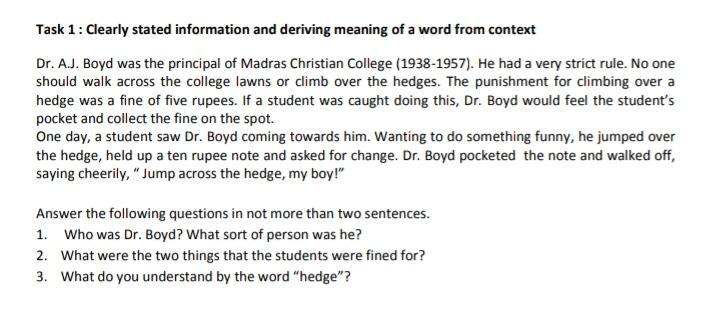 Task 1 : Clearly stated information and deriving meaning of a word from context
Dr. A.J. Boyd was the principal of Madras Christian College (1938-1957). He had a very strict rule. No one
should walk across the college lawns or climb over the hedges. The punishment for climbing over a
hedge was a fine of five rupees. If a student was caught doing this, Dr. Boyd would feel the student's
pocket and collect the fine on the spot.
One day, a student saw Dr. Boyd coming towards him. Wanting to do something funny, he jumped over
the hedge, held up a ten rupee note and asked for change. Dr. Boyd pocketed the note and walked off,
saying cheerily, " Jump across the hedge, my boy!"
Answer the following questions in not more than two sentences.
1. Who was Dr. Boyd? What sort of person was he?
2. What were the two things that the students were fined for?
3. What do you understand by the word "hedge"?